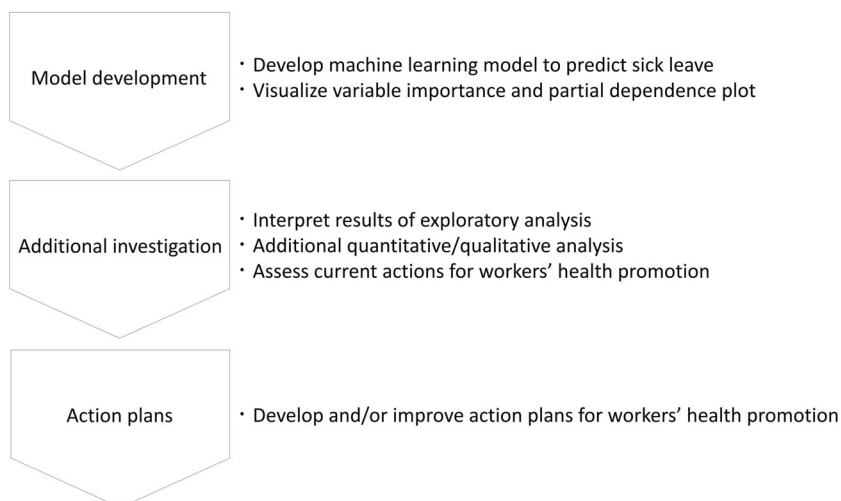 Model development
・Develop machine learning model to predict sick leave
・Visualize variable importance and partial dependence plot
Additional investigation
・Interpret results of exploratory analysis
・Additional quantitative/qualitative analysis
・Assess current actions for workers’ health promotion
Action plans
・Develop and/or improve action plans for workers’ health promotion